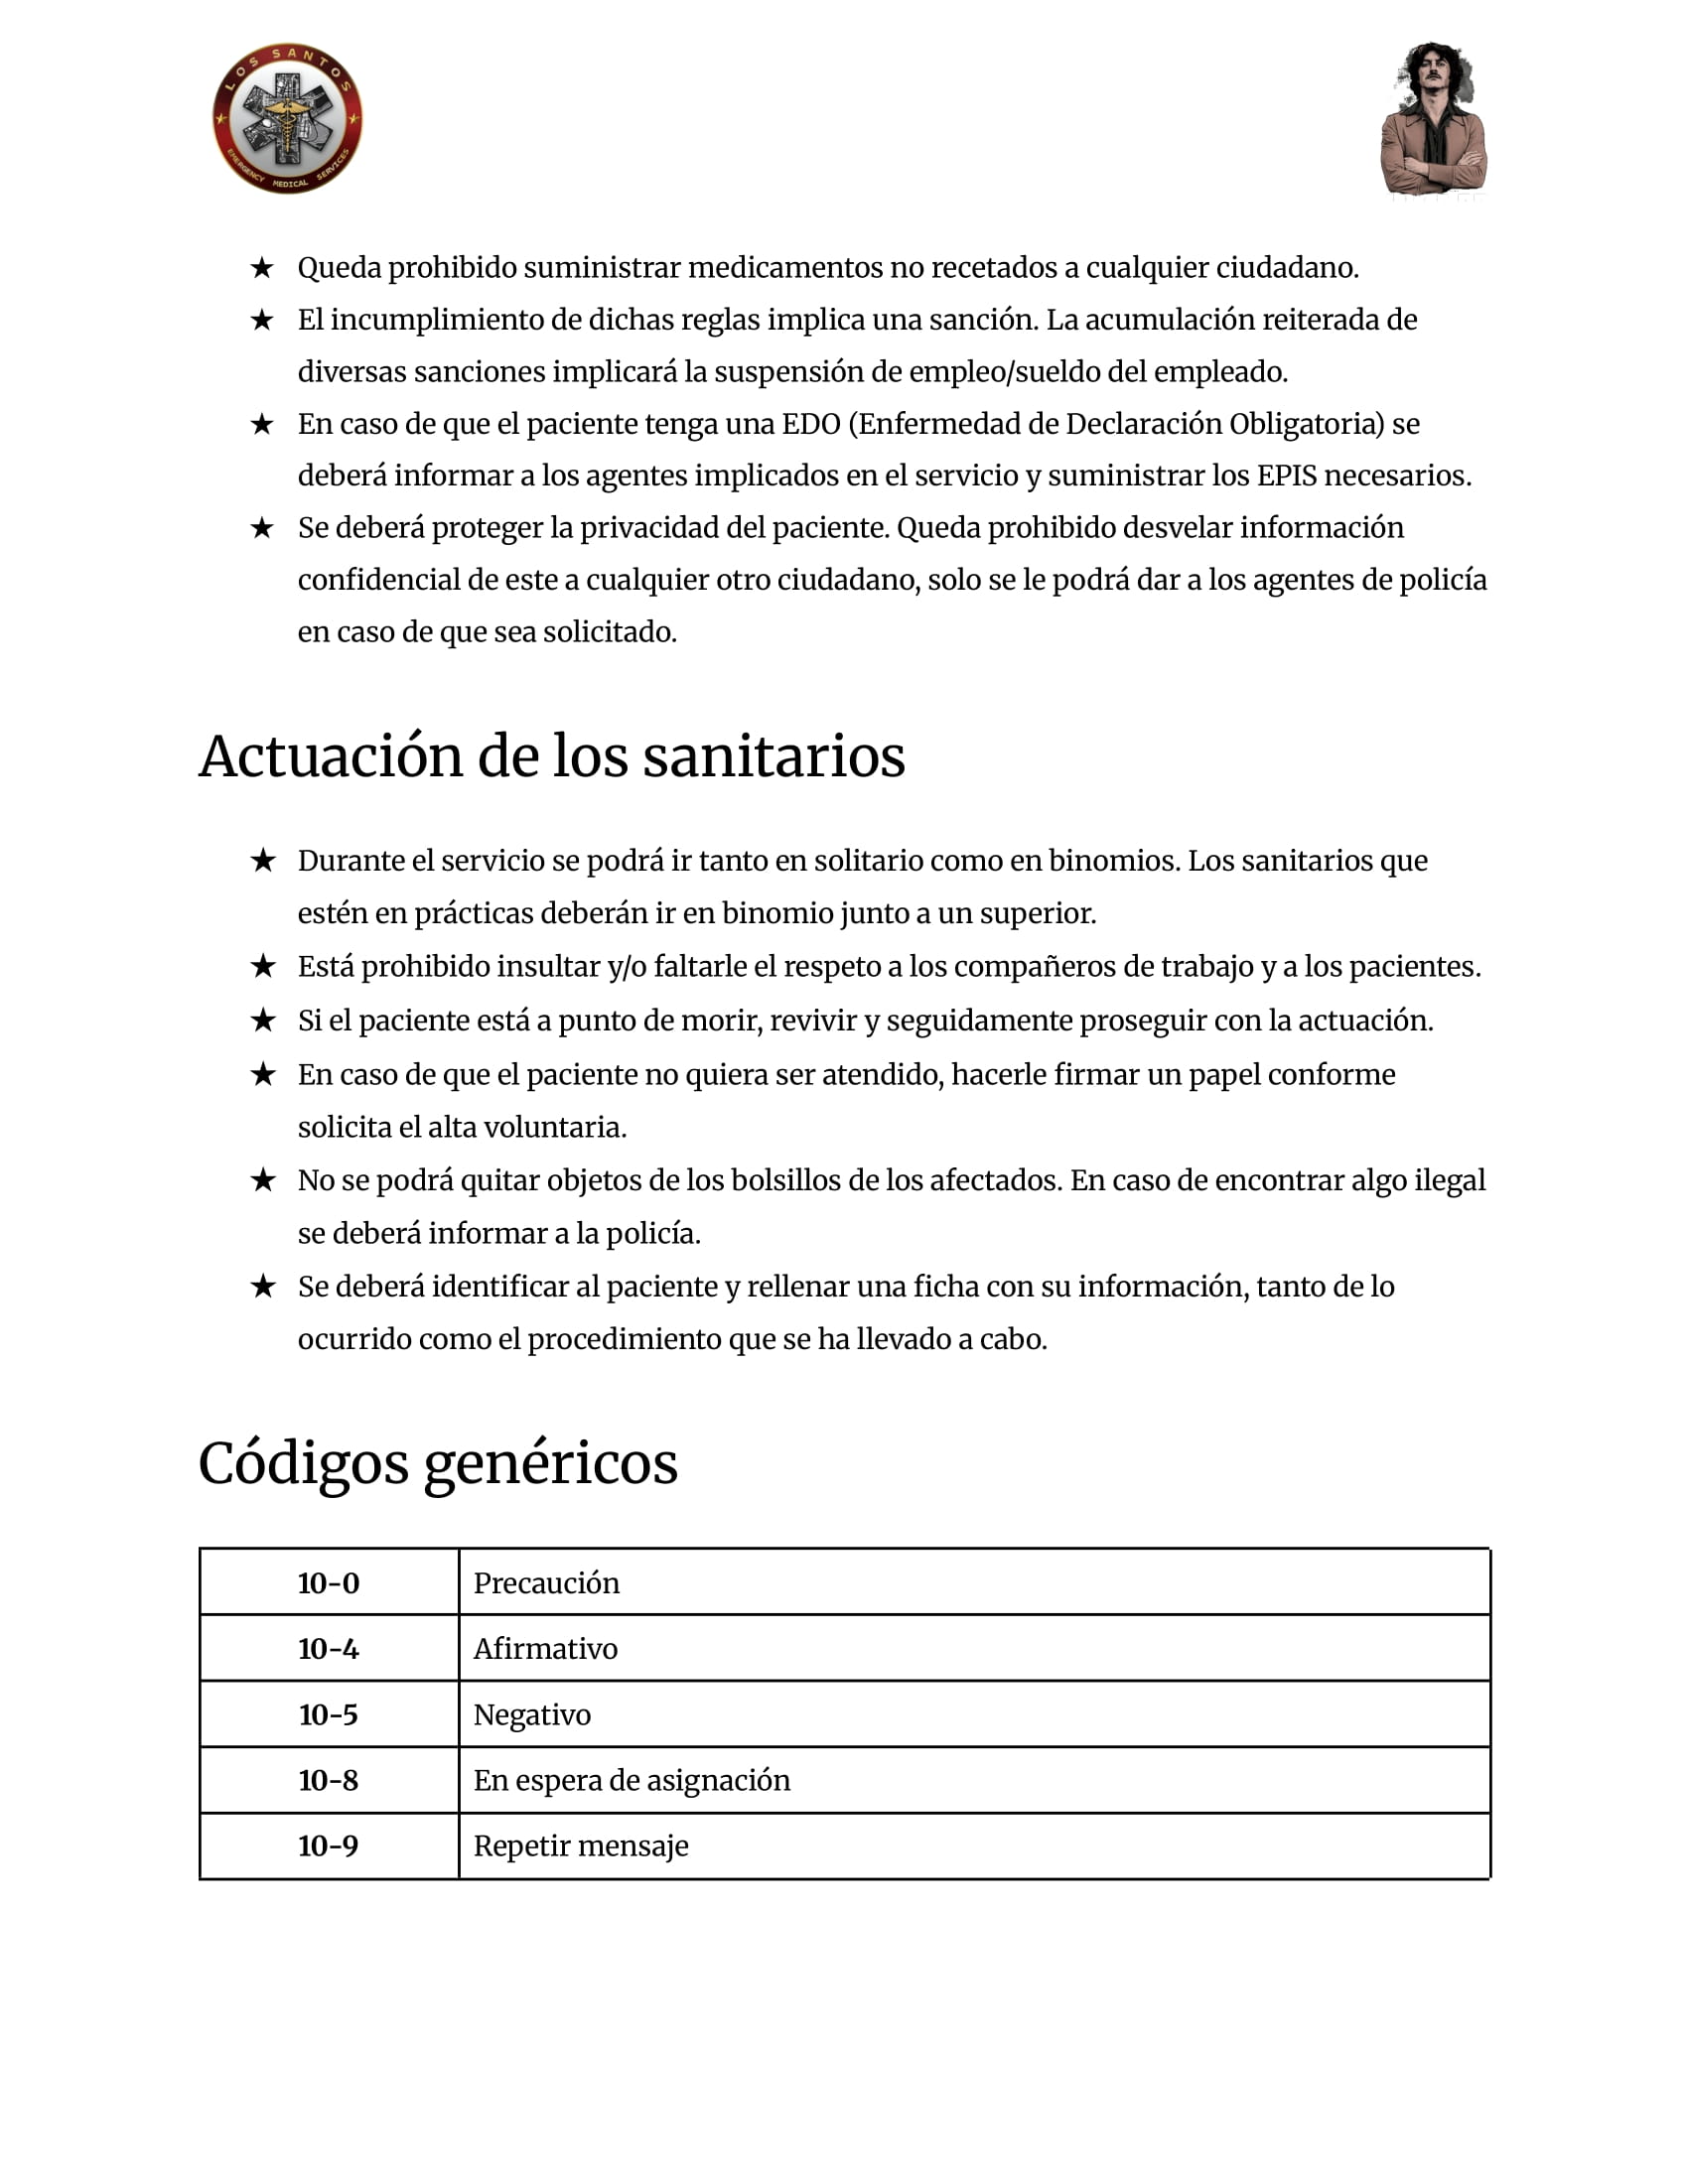 LOS SANTOS
EMERGENCY MEDICAL SERVICES
★ Queda prohibido suministrar medicamentos no recetados a cualquier ciudadano.
★ El incumplimiento de dichas reglas implica una sanción. La acumulación reiterada de
diversas sanciones implicará la suspensión de empleo/sueldo del empleado.
★ En caso de que el paciente tenga una EDO (Enfermedad de Declaración Obligatoria) se
deberá informar a los agentes implicados en el servicio y suministrar los EPIS necesarios.
★ Se deberá proteger la privacidad del paciente. Queda prohibido desvelar información
confidencial de este a cualquier otro ciudadano, solo se le podrá dar a los agentes de policía
en caso de que sea solicitado.
Actuación de los sanitarios
★ Durante el servicio se podrá ir tanto en solitario como en binomios. Los sanitarios que
estén en prácticas deberán ir en binomio junto a un superior.
★ Está prohibido insultar y/o faltarle el respeto a los compañeros de trabajo y a los pacientes.
★ Si el paciente está a punto de morir, revivir y seguidamente proseguir con la actuación.
★ En caso de que el paciente no quiera ser atendido, hacerle firmar un papel conforme
solicita el alta voluntaria.
★ No se podrá quitar objetos de los bolsillos de los afectados. En caso de encontrar algo ilegal
se deberá informar a la policía.
★ Se deberá identificar al paciente y rellenar una ficha con su información, tanto de lo
ocurrido como el procedimiento que se ha llevado a cabo.
Códigos genéricos
10-0 Precaución
10-4 Afirmativo
10-5 Negativo
10-8 En espera de asignación
10-9 Repetir mensaje